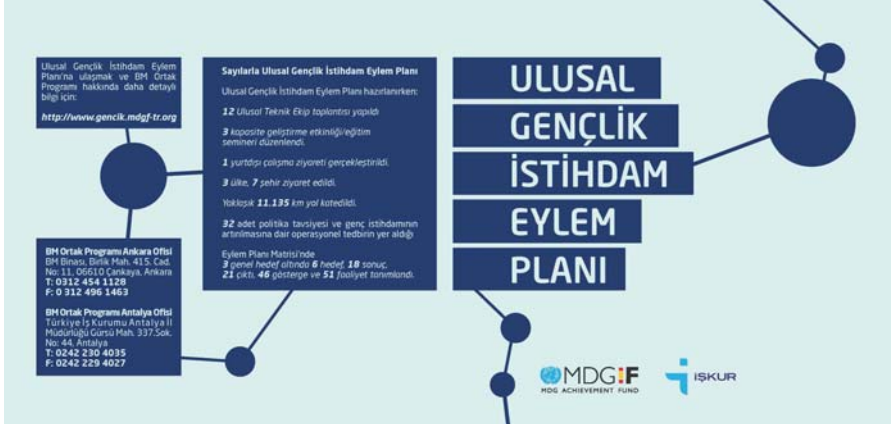 Ulusal Gençlik İstihdam Eylem
Planı'na ulaşmak ve BM Ortak
Programı hakkında daha detaylı
bilgi için:
http://www.gencik.mdgf-tr.org
BM Ortak Programı Ankara Ofisi
BM Binası, Birlik Mah. 415. Cad.
No: 11, 06610 Çankaya, Ankara
T: 0312 454 1128
F: 0 312 496 1463
BM Ortak Programı Antalya Ofisi
Türkiye İş Kurumu Antalya İl
Müdürlüğü Gürsü Mah. 337.Sok.
No: 44, Antalya
T: 0242 230 4035
F: 0242 229 4027
Sayılarla Ulusal Gençlik İstihdam Eylem Planı
Ulusal Gençlik İstihdam Eylem Planı hazırlanırken:
12 Ulusal Teknik Ekip toplantısı yapıldı
3 kapasite geliştirme etkinliği/eğitim
semineri düzenlendi.
1 yurtdışı çalışma ziyareti gerçekleştirildi.
3 ülke, 7 şehir ziyaret edildi.
Yaklaşık 11.135 km yol katedildi.
32 adet politika tavsiyesi ve genç istihdamının
artırılmasına dair operasyonel tedbirin yer aldığı
Eylem Planı Matrisi'nde
3 genel hedef altında 6 hedef, 18 sonuç,
21 çıktı, 46 gösterge ve 51 faaliyet tanımlandı.
ULUSAL
GENÇLİK
İSTİHDAM
EYLEM
PLANI
MDGiF
MDG ACHIEVEMENT FUND
İŞKUR